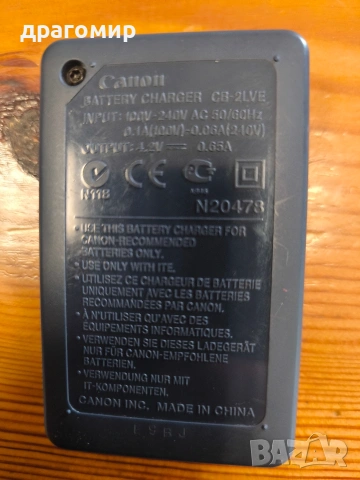 драгомир
Canon
BATTERY CHARGER CB-2LVE
INPUT: 100V-240V AC 50/60Hz
0.1A(100V)-0.06A(240V)
OUTPUT: 4.2V⎓ 0.65A
N118
N20478
•USE THIS BATTERY CHARGER FOR
CANON-RECOMMENDED
BATTERIES ONLY.
•USE ONLY WITH ITE.
•UTILISEZ CE CHARGEUR DE BATTERIE
UNIQUEMENT AVEC LES BATTERIES
RECOMMANDÉES PAR CANON.
•À N'UTILISER QU'AVEC DES
ÉQUIPEMENTS INFORMATIQUES.
•VERWENDEN SIE DIESES LADEGERÄT
NUR FÜR CANON-EMPFOHLENE
BATTERIEN.
•VERWENDUNG NUR MIT
IT-KOMPONENTEN.
CANON INC. MADE IN CHINA
BAZAR